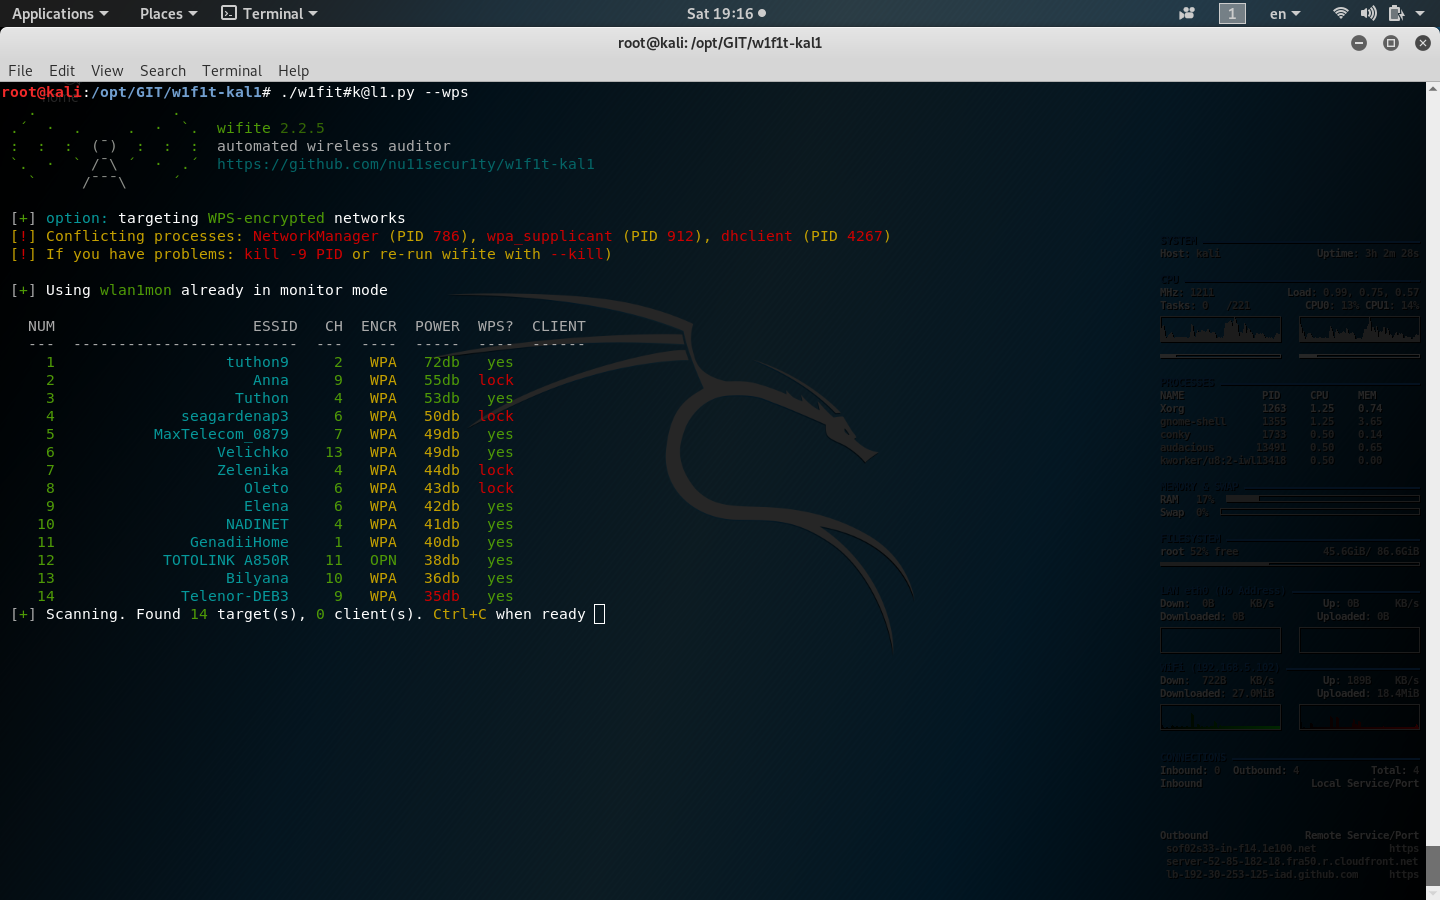 Applications Places Terminal Sat 19:16 1 en
root@kali: /opt/GIT/w1f1t-kal1
File Edit View Search Terminal Help
root@kali:/opt/GIT/w1f1t-kal1# ./w1fit#k@l1.py --wps
wifite 2.2.5
automated wireless auditor
https://github.com/nu11secur1ty/w1f1t-kal1
[+] option: targeting WPS-encrypted networks
[!] Conflicting processes: NetworkManager (PID 786), wpa_supplicant (PID 912), dhclient (PID 4267)
[!] If you have problems: kill -9 PID or re-run wifite with --kill)
[+] Using wlan1mon already in monitor mode
NUM ESSID CH ENCR POWER WPS? CLIENT
--- ------------------------- --- ---- ----- ---- ------
1 tuthon9 2 WPA 72db yes
2 Anna 9 WPA 55db lock
3 Tuthon 4 WPA 53db yes
4 seagardenap3 6 WPA 50db lock
5 MaxTelecom_0879 7 WPA 49db yes
6 Velichko 13 WPA 49db yes
7 Zelenika 4 WPA 44db lock
8 Oleto 6 WPA 43db lock
9 Elena 6 WPA 42db yes
10 NADINET 4 WPA 41db yes
11 GenadiiHome 1 WPA 40db yes
12 TOTOLINK A850R 11 OPN 38db yes
13 Bilyana 10 WPA 36db yes
14 Telenor-DEB3 9 WPA 35db yes
[+] Scanning. Found 14 target(s), 0 client(s). Ctrl+C when ready
SYSTEM
Host: kali Uptime: 3h 2m 28s
CPU
MHz: 1211 Load: 0.99, 0.75, 0.57
Tasks: 0 /221 CPU0: 13% CPU1: 14%
PROCESSES
NAME PID CPU MEM
Xorg 1263 1.25 0.74
gnome-shell 1355 1.25 3.65
conky 1733 0.50 0.14
audacious 13491 0.50 0.65
kworker/u8:2-iwl13418 0.50 0.00
MEMORY & SWAP
RAM 17%
Swap 0%
FILESYSTEM
root 52% free 45.6GiB/ 86.6GiB
Down: 0B KB/s Up: 0B KB/s
Downloaded: 0B Uploaded: 0B
Down: 722B KB/s Up: 189B KB/s
Downloaded: 27.0MiB Uploaded: 18.4MiB
CONNECTIONS
Inbound: 0 Outbound: 4 Total: 4
Inbound Local Service/Port
Outbound Remote Service/Port
sof02s33-in-f14.1e100.net https
server-52-85-182-18.fra50.r.cloudfront.net
lb-192-30-253-125-iad.github.com https